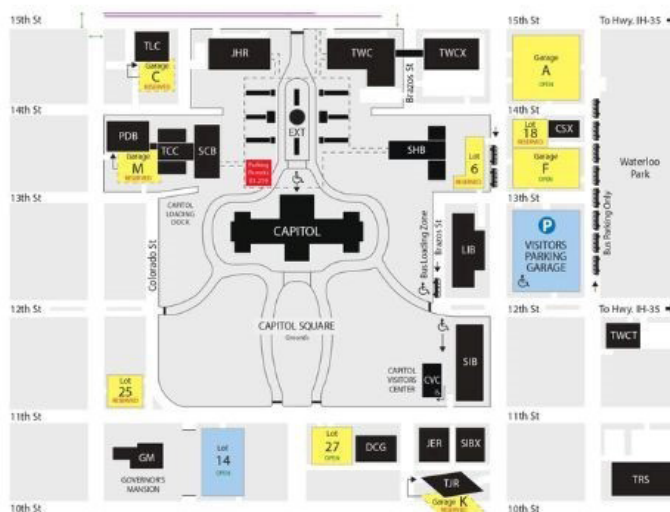 15th St
15th St
To Hwy. IH-35
TLC
Garage
C
RESERVED
JHR
TWC
TWCX
Brazos St
Garage
A
OPEN
EXT
14th St
14th St
PDB
TCC
Garage
M
RESERVED
SCB
SHB
Lot
6
RESERVED
Lot
18
RESERVED
CSX
Garage
F
OPEN
Waterloo
Park
Bus Parking Only
13th St
13th St
CAPITOL
LOADING
DOCK
Colorado St
CAPITOL
Bus Loading Zone
Brazos St
LIB
P
VISITORS
PARKING
GARAGE
12th St
12th St
To Hwy. IH-35
CAPITOL SQUARE
Grounds
TWCT
CAPITOL
VISITORS
CENTER
CVC
SIB
Lot
25
RESERVED
11th St
11th St
GM
GOVERNOR'S
MANSION
Lot
14
OPEN
Lot
27
OPEN
DCG
JER
SIBX
TJR
Garage K
RESERVED
TRS
10th St
10th St